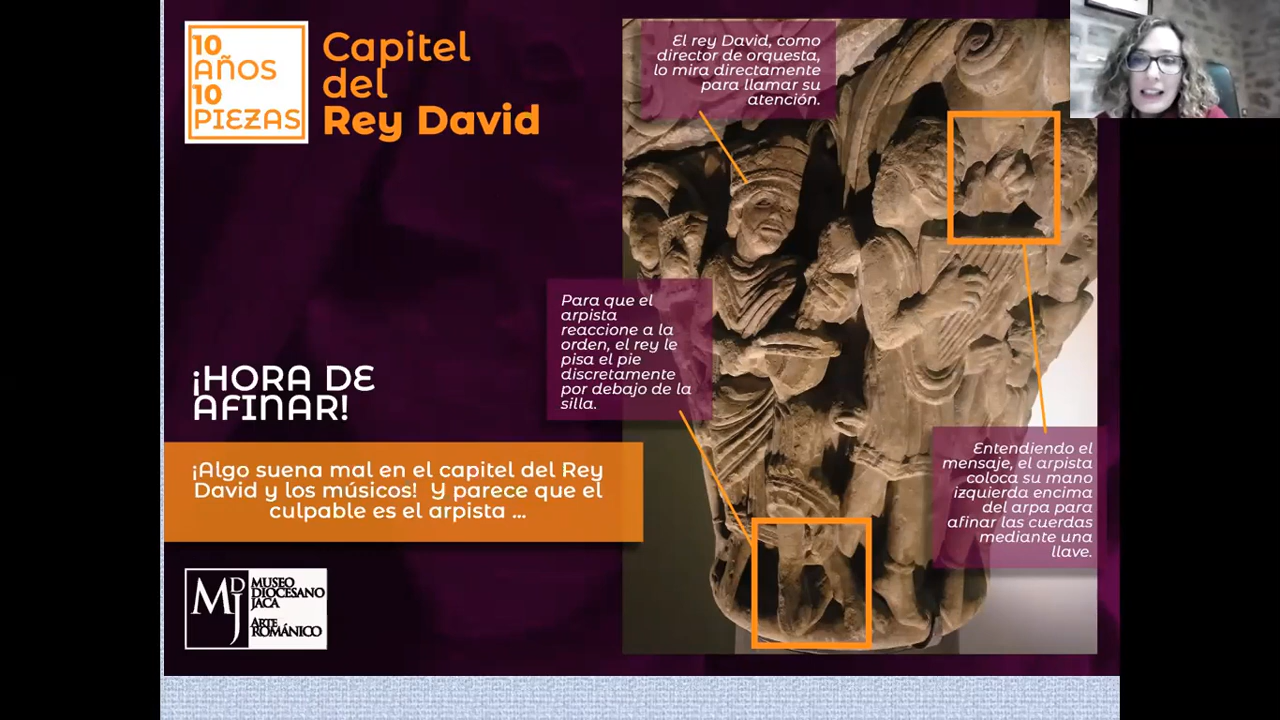 10
AÑOS
10
PIEZAS
Capitel
del
Rey David
El rey David, como
director de orquesta,
lo mira directamente
para llamar su
atención.
Para que el
arpista
reaccione a la
orden, el rey le
pisa el pie
discretamente
por debajo de la
silla.
¡HORA DE
AFINAR!
¡Algo suena mal en el capitel del Rey
David y los músicos! Y parece que el
culpable es el arpista ...
Entendiendo el
mensaje, el arpista
coloca su mano
izquierda encima
del arpa para
afinar las cuerdas
mediante una
llave.
MDJ
MUSEO
DIOCESANO
JACA
ARTE
ROMÁNICO